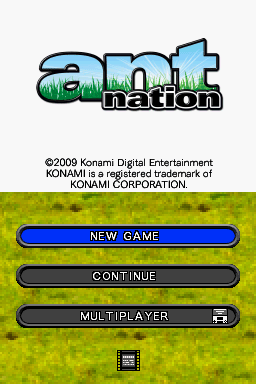 ant
nation
©2009 Konami Digital Entertainment
KONAMI is a registered trademark of
KONAMI CORPORATION.
NEW GAME
CONTINUE
MULTIPLAYER